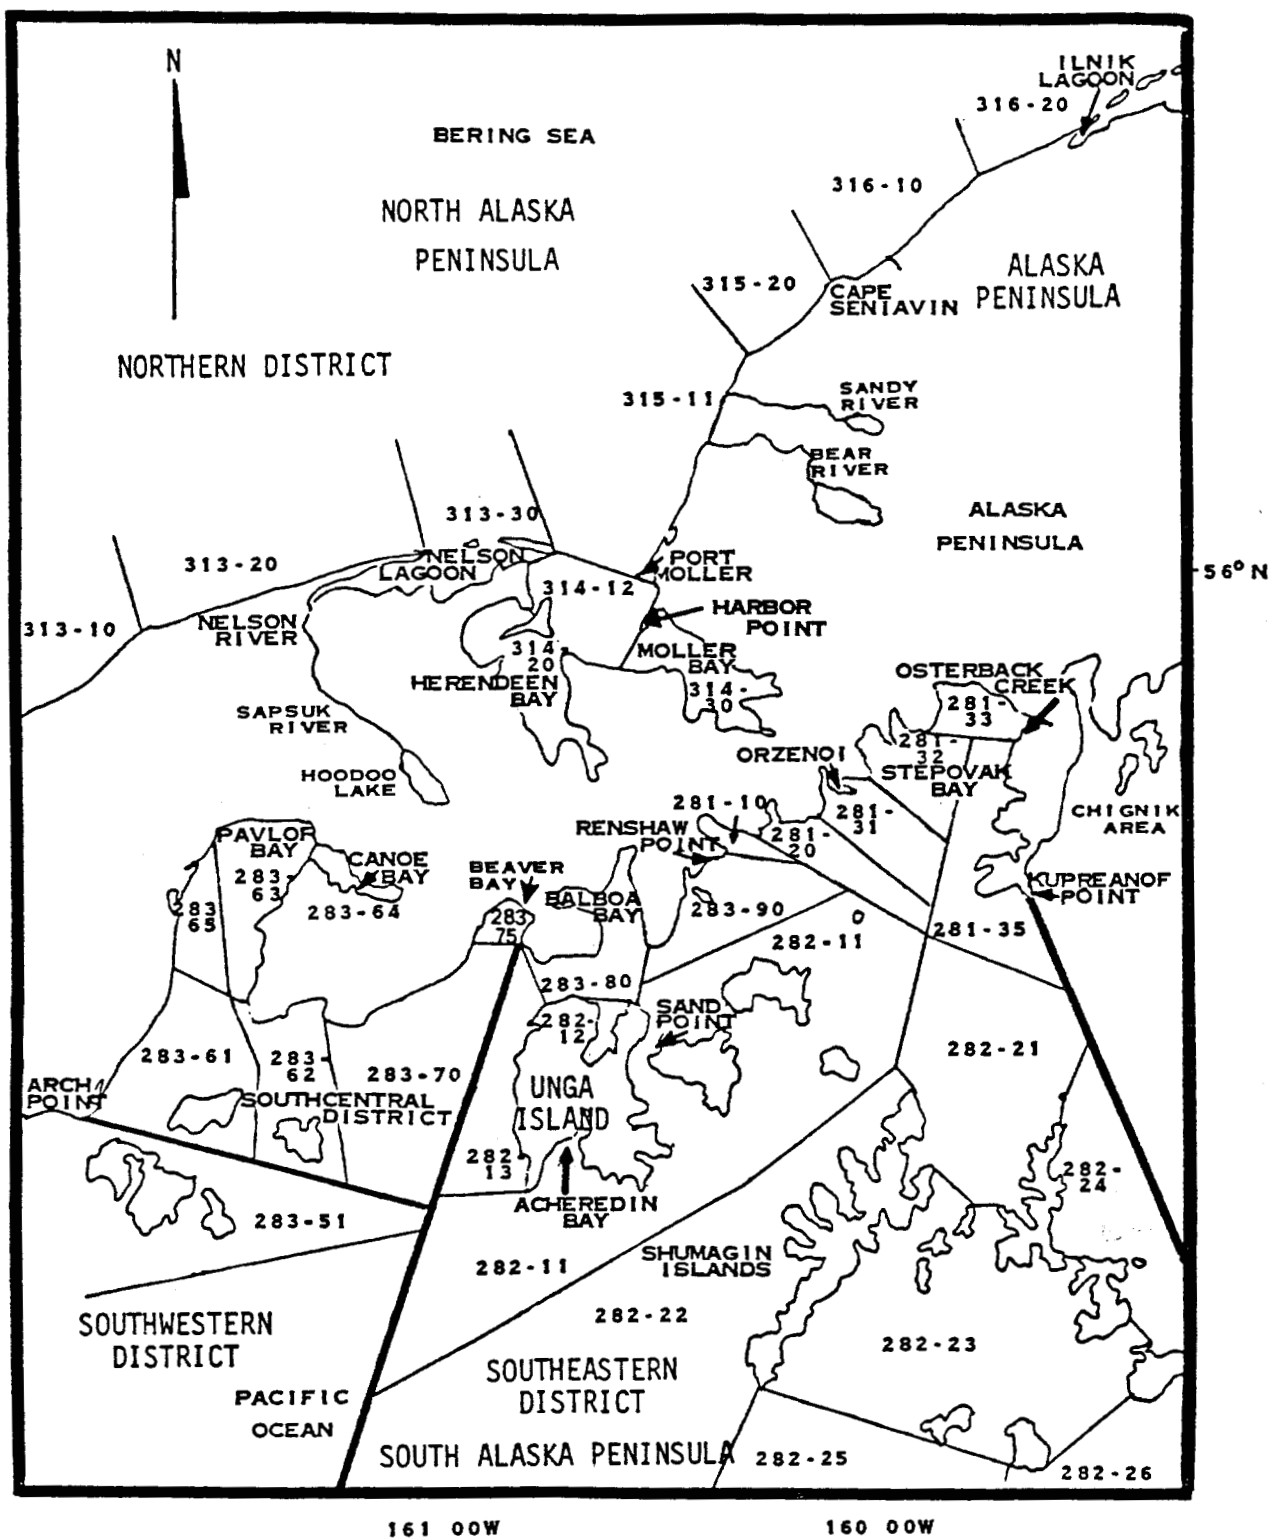 N
ILNIK
LAGOON
316-20
BERING SEA
316-10
NORTH ALASKA
PENINSULA
ALASKA
PENINSULA
315-20
CAPE
SENIAVIN
NORTHERN DISTRICT
315-11
SANDY
RIVER
BEAR
RIVER
ALASKA
PENINSULA
313-30
56° N
313-20
NELSON
LAGOON
PORT
MOLLER
314-12
HARBOR
POINT
313-10
NELSON
RIVER
314
20
MOLLER
BAY
HERENDEEN
BAY
314-
30
OSTERBACK
CREEK
281-
33
SAPSUK
RIVER
281-
32
ORZENOI
STEPOVAK
BAY
HOODOO
LAKE
281-10
281-
31
CHIGNIK
AREA
RENSHAW
POINT
281-
20
PAVLOF
BAY
CANOE
BAY
BEAVER
BAY
283-
63
KUPREANOF
POINT
BALBOA
BAY
283
65
283-64
283
75
283-90
281-35
282-11
283-80
SAND
POINT
282-
12
283-61
283-
62
283-70
282-21
ARCH
POINT
UNGA
ISLAND
SOUTHCENTRAL
DISTRICT
282
13
282-
24
ACHEREDIN
BAY
283-51
282-11
SHUMAGIN
ISLANDS
282-22
SOUTHWESTERN
DISTRICT
282-23
SOUTHEASTERN
DISTRICT
PACIFIC
OCEAN
SOUTH ALASKA PENINSULA
282-25
282-26
161 00W
160 00W